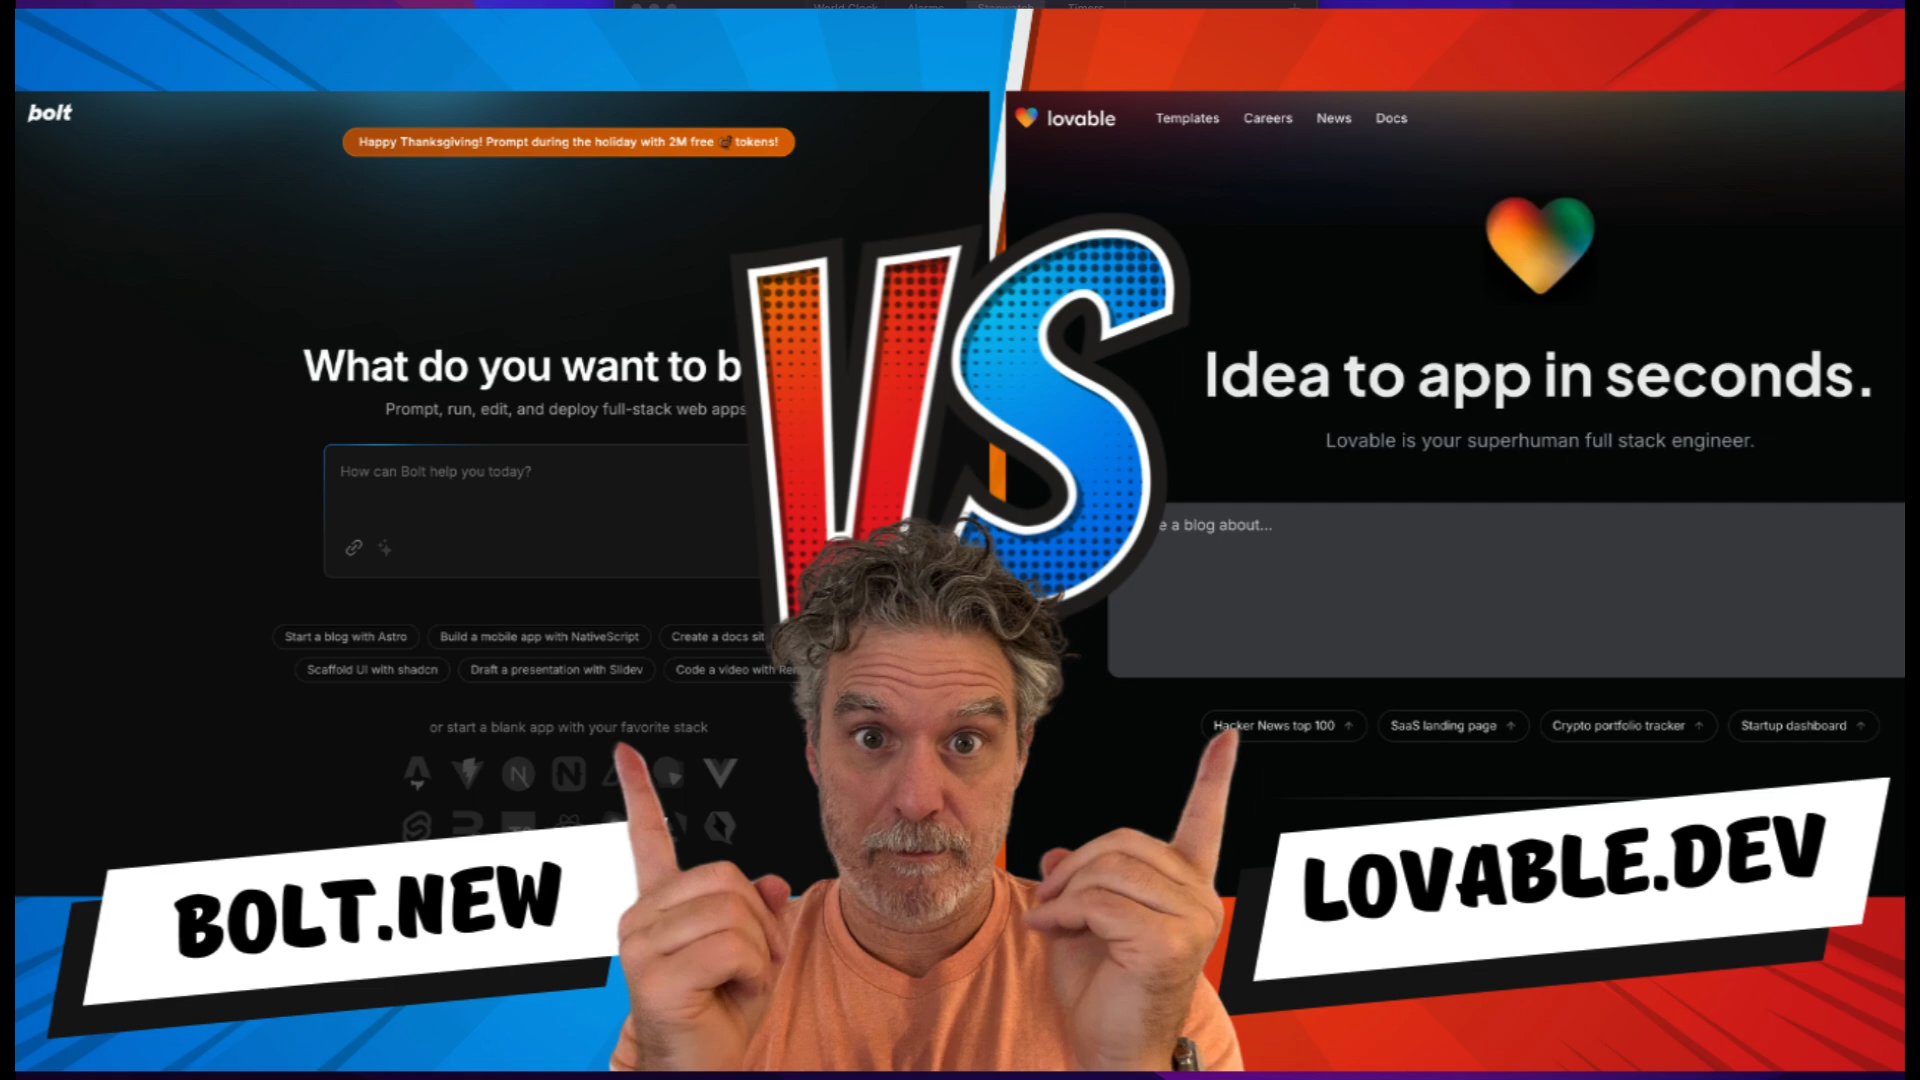 World Clock Alarms Stopwatch Timers
bolt
Happy Thanksgiving! Prompt during the holiday with 2M free tokens!
What do you want to b
Prompt, run, edit, and deploy full-stack web apps
How can Bolt help you today?
Start a blog with Astro
Build a mobile app with NativeScript
Create a docs sit
Scaffold UI with shadcn
Draft a presentation with Slidev
Code a video with Re
or start a blank app with your favorite stack
BOLT.NEW
VS
lovable
Templates Careers News Docs
Idea to app in seconds.
Lovable is your superhuman full stack engineer.
e a blog about...
Hacker News top 100
SaaS landing page
Crypto portfolio tracker
Startup dashboard
LOVABLE.DEV